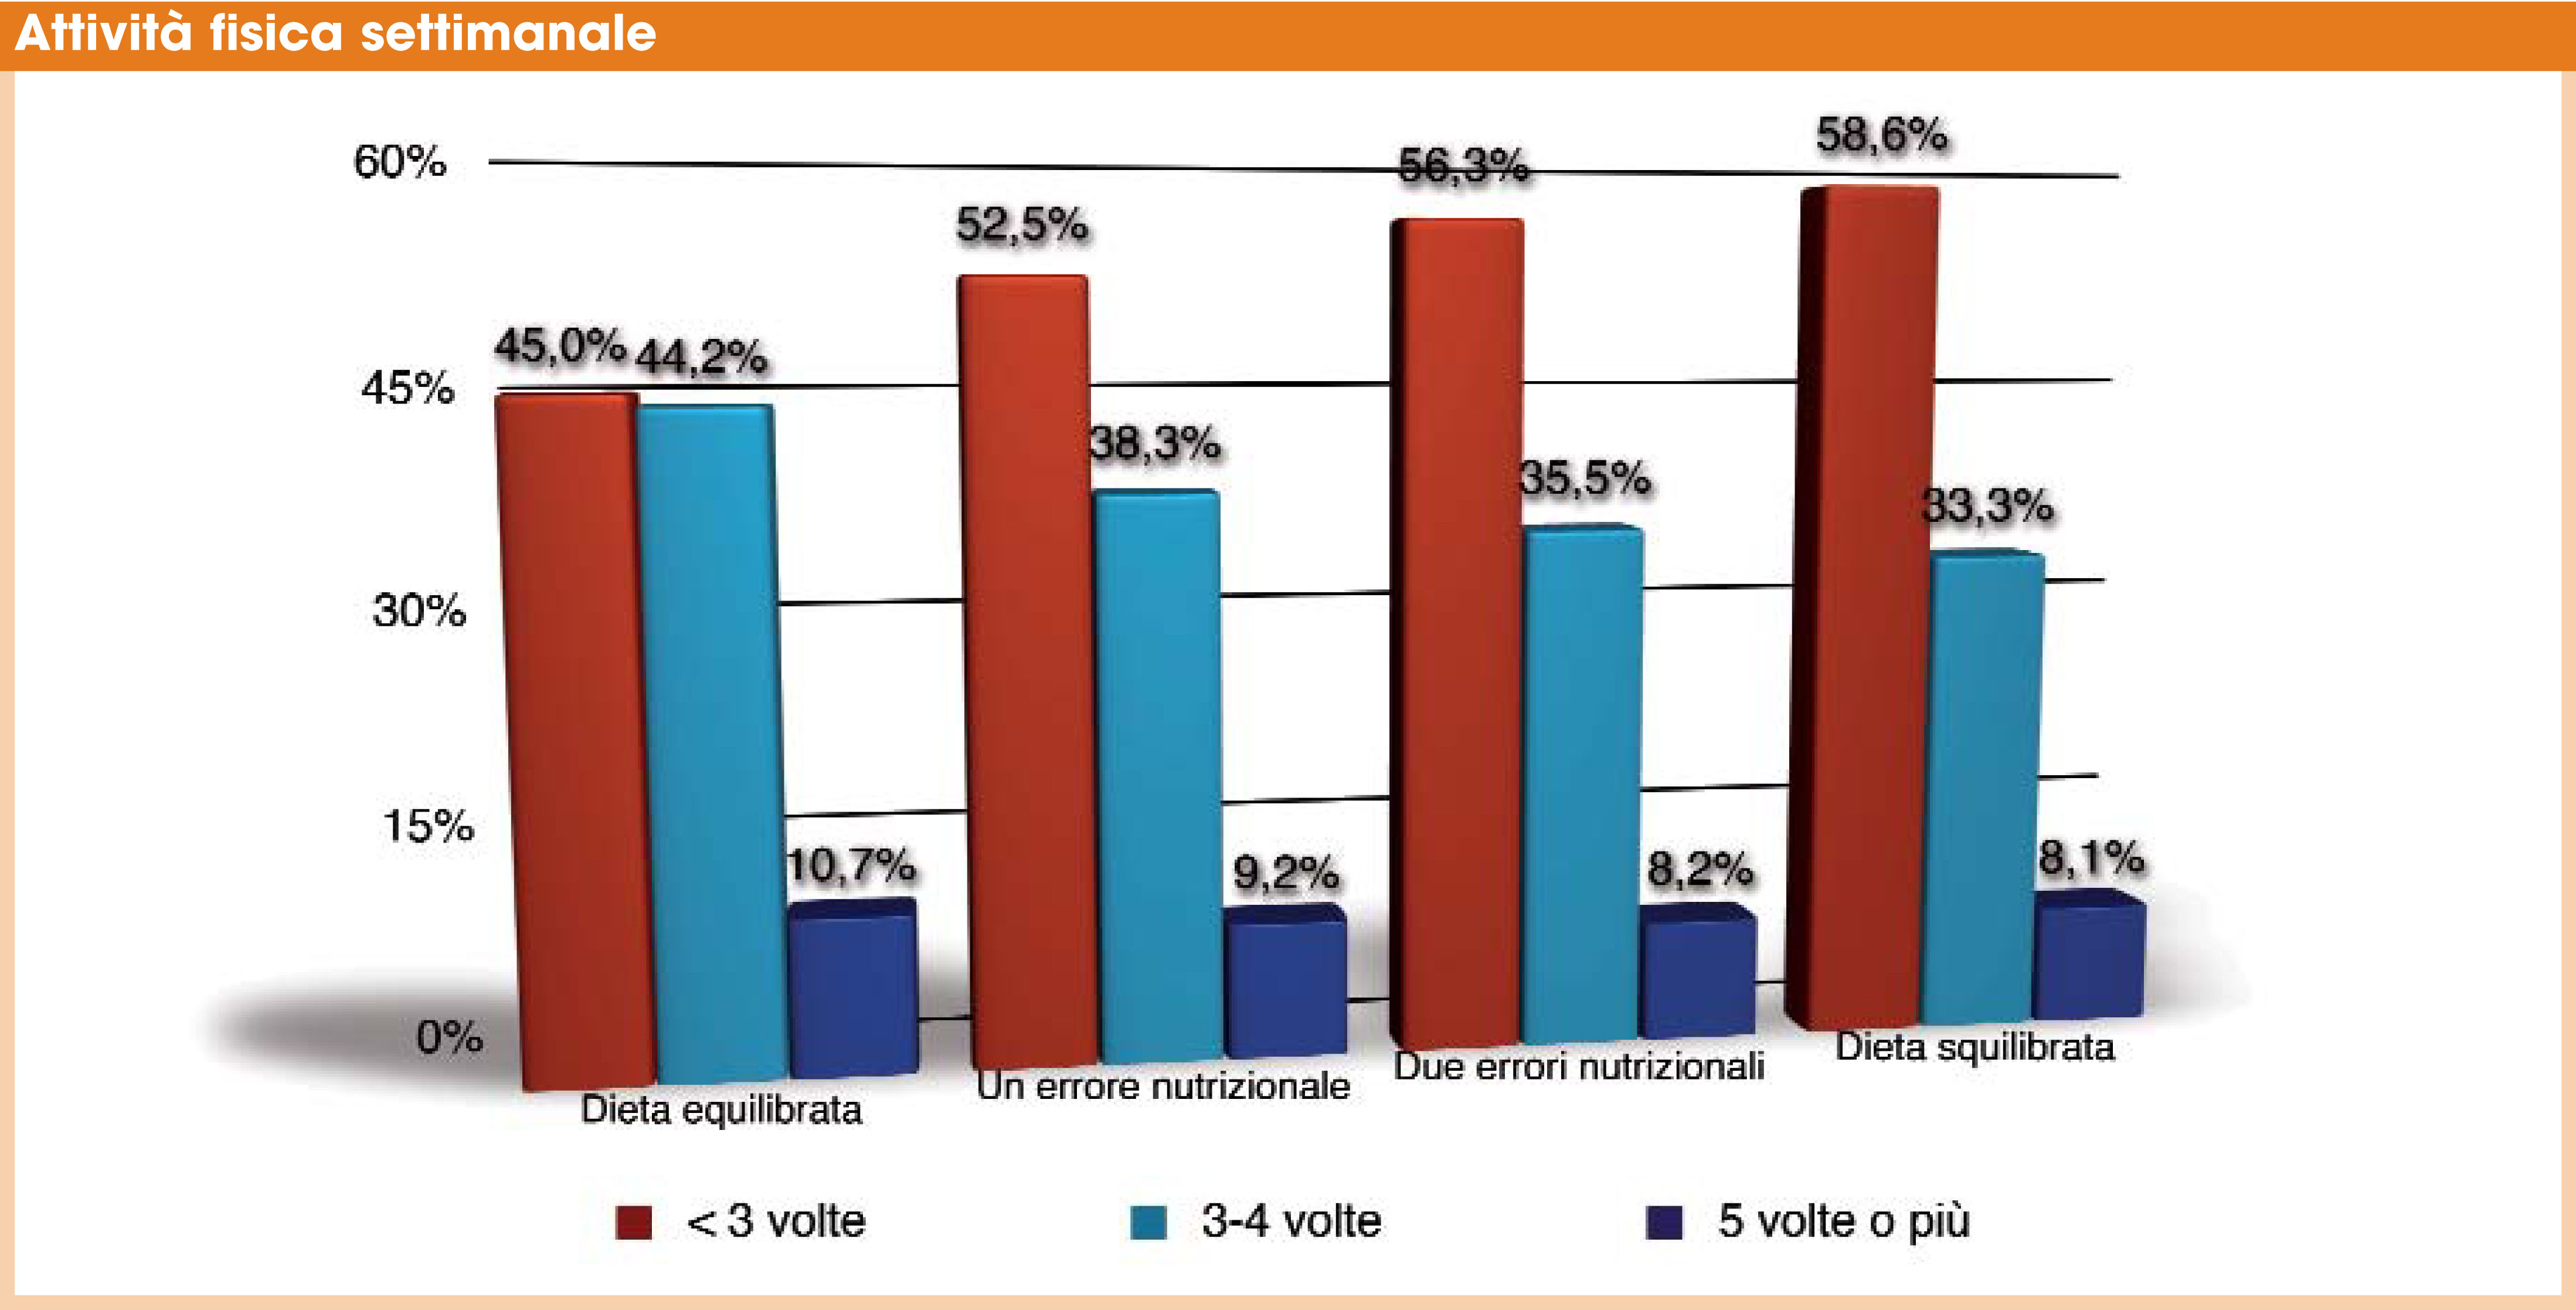 Attività fisica settimanale
60%
45%
30%
15%
0%
45,0% 44,2% 10,7%
52,5% 38,3% 9,2%
56,3% 35,5% 8,2%
58,6% 33,3% 8,1%
Dieta equilibrata
Un errore nutrizionale
Due errori nutrizionali
Dieta squilibrata
< 3 volte
3-4 volte
5 volte o più